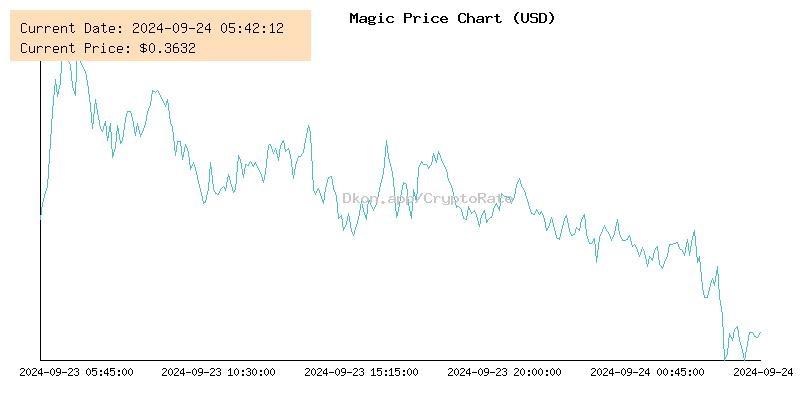 Magic Price Chart (USD)
Current Date: 2024-09-24 05:42:12
Current Price: $0.3632
Dkon.app/CryptoRate
2024-09-23 05:45:00
2024-09-23 10:30:00
2024-09-23 15:15:00
2024-09-23 20:00:00
2024-09-24 00:45:00
2024-09-24